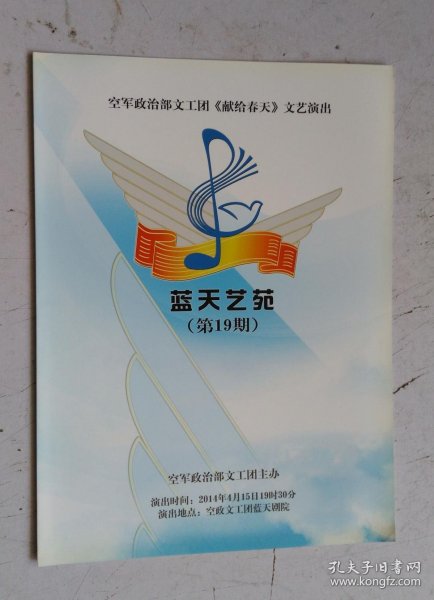 空军政治部文工团《献给春天》文艺演出
蓝天艺苑
（第19期）
空军政治部文工团主办
演出时间：2014年4月15日19时30分
演出地点：空政文工团蓝天剧院
孔夫子旧书网
www.kongfz.com